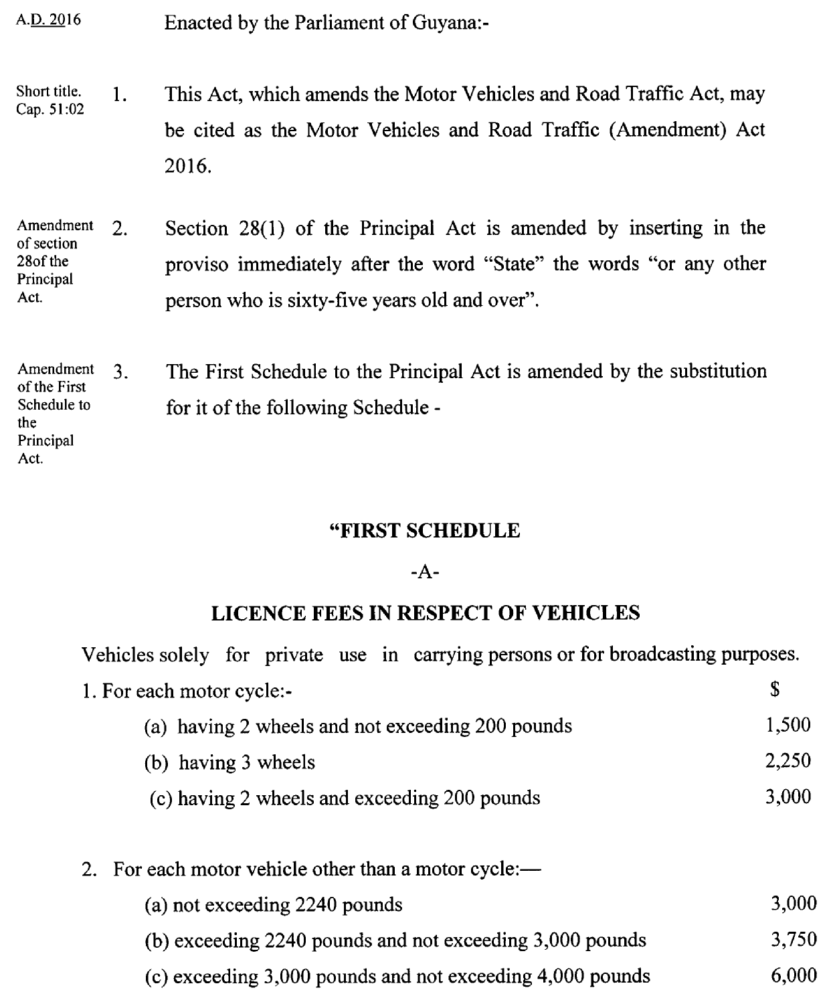 A.D. 2016
Enacted by the Parliament of Guyana:-
Short title.
Cap. 51:02
1. This Act, which amends the Motor Vehicles and Road Traffic Act, may
be cited as the Motor Vehicles and Road Traffic (Amendment) Act
2016.
Amendment
of section
28of the
Principal
Act.
2. Section 28(1) of the Principal Act is amended by inserting in the
proviso immediately after the word “State” the words “or any other
person who is sixty-five years old and over”.
Amendment
of the First
Schedule to
the
Principal
Act.
3. The First Schedule to the Principal Act is amended by the substitution
for it of the following Schedule -
“FIRST SCHEDULE
-A-
LICENCE FEES IN RESPECT OF VEHICLES
Vehicles solely for private use in carrying persons or for broadcasting purposes.
1. For each motor cycle:- $
(a) having 2 wheels and not exceeding 200 pounds 1,500
(b) having 3 wheels 2,250
(c) having 2 wheels and exceeding 200 pounds 3,000
2. For each motor vehicle other than a motor cycle:—
(a) not exceeding 2240 pounds 3,000
(b) exceeding 2240 pounds and not exceeding 3,000 pounds 3,750
(c) exceeding 3,000 pounds and not exceeding 4,000 pounds 6,000